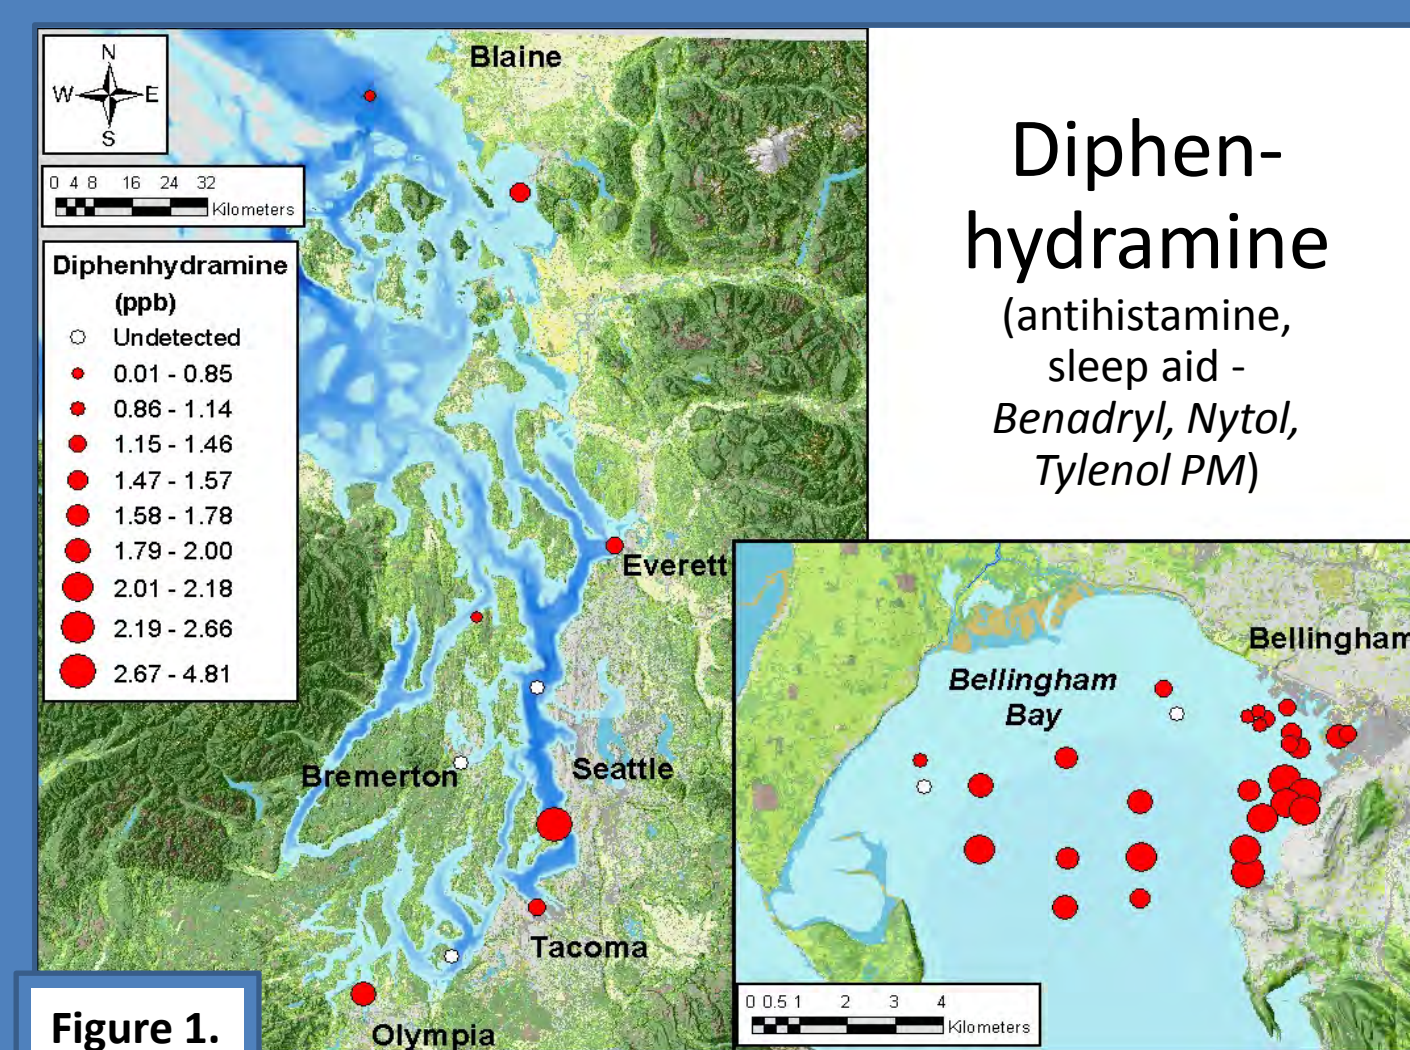 N
W E
S
0 4 8 16 24 32
Kilometers
Diphenhydramine
(ppb)
Undetected
0.01 - 0.85
0.86 - 1.14
1.15 - 1.46
1.47 - 1.57
1.58 - 1.78
1.79 - 2.00
2.01 - 2.18
2.19 - 2.66
2.67 - 4.81
Blaine
Everett
Bremerton
Seattle
Tacoma
Olympia
Figure 1.
Diphen-
hydramine
(antihistamine,
sleep aid -
Benadryl, Nytol,
Tylenol PM)
Bellingham
Bellingham
Bay
0 0.5 1 2 3 4
Kilometers